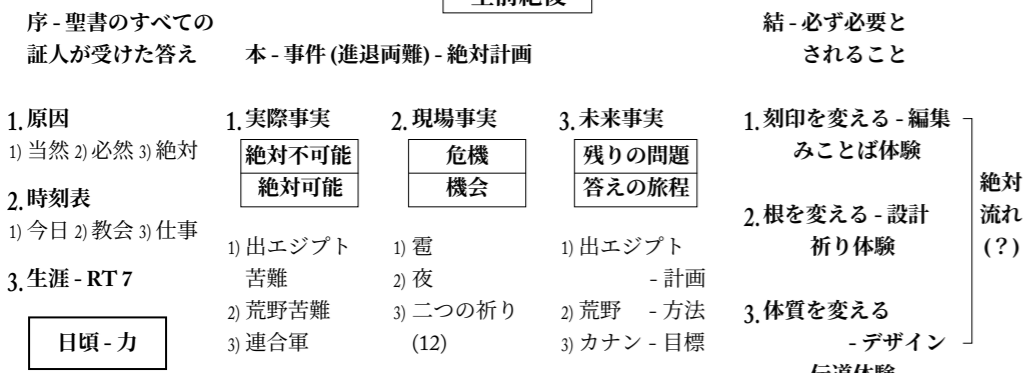 序 - 聖書のすべての
証人が受けた答え
本 - 事件 (進退両難) - 絶対計画
結 - 必ず必要と
されること
1. 原因
1) 当然 2) 必然 3) 絶対
2. 時刻表
1) 今日 2) 教会 3) 仕事
3. 生涯 - RT 7
日頃 - 力
1. 実際事実
絶対不可能
絶対可能
1) 出エジプト
苦難
2) 荒野苦難
3) 連合軍
2. 現場事実
危機
機会
1) 雹
2) 夜
3) 二つの祈り
(12)
3. 未来事実
残りの問題
答えの旅程
1) 出エジプト
- 計画
2) 荒野 - 方法
3) カナン - 目標
1. 刻印を変える - 編集
みことば体験
2. 根を変える - 設計
祈り体験
3. 体質を変える
- デザイン
伝道体験
絶対
流れ
(？)